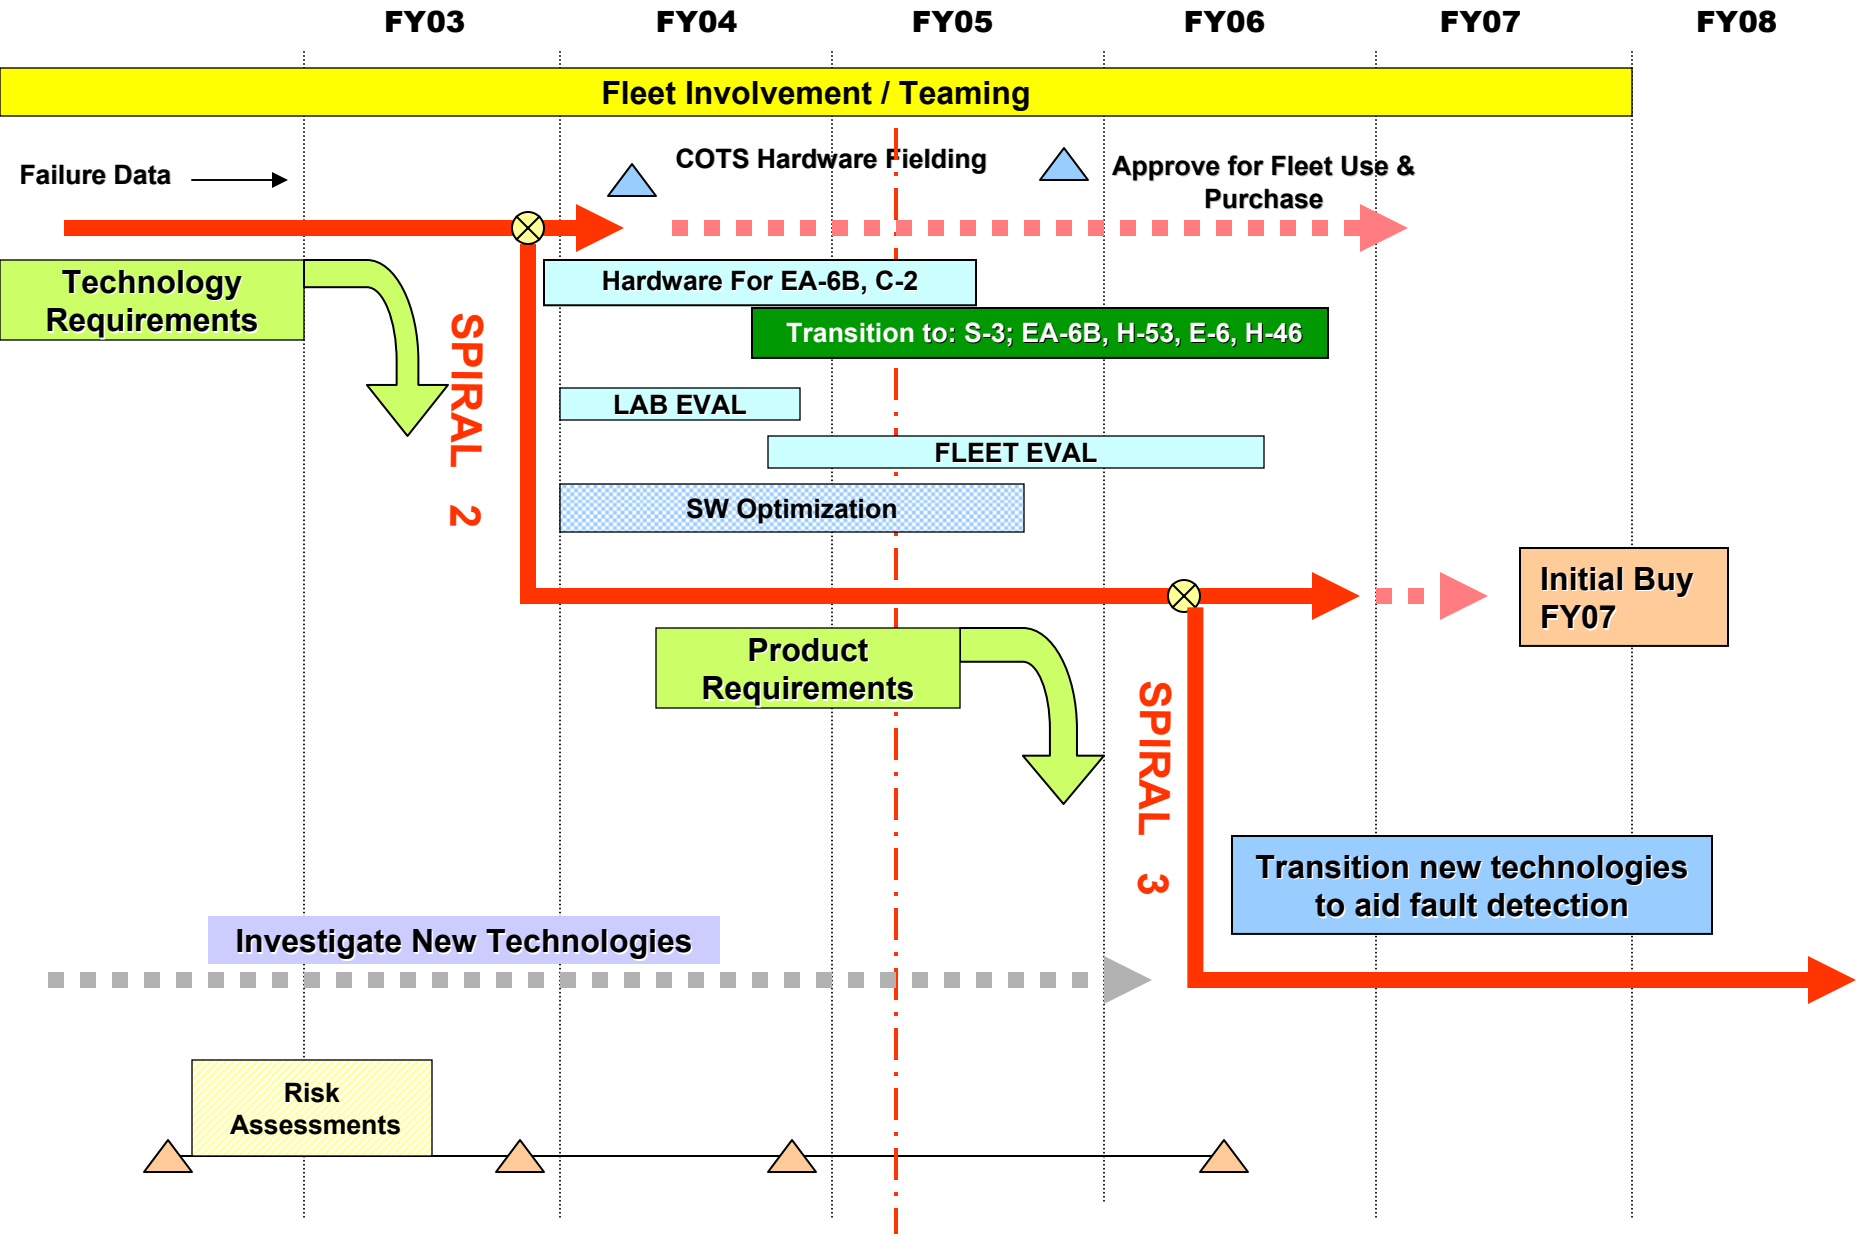 FY03 FY04 FY05 FY06 FY07 FY08
Fleet Involvement / Teaming
Failure Data
COTS Hardware Fielding
Approve for Fleet Use &
Purchase
Technology
Requirements
Hardware For EA-6B, C-2
Transition to: S-3; EA-6B, H-53, E-6, H-46
SPIRAL 2
LAB EVAL
FLEET EVAL
SW Optimization
Initial Buy
FY07
Product
Requirements
SPIRAL 3
Transition new technologies
to aid fault detection
Investigate New Technologies
Risk
Assessments